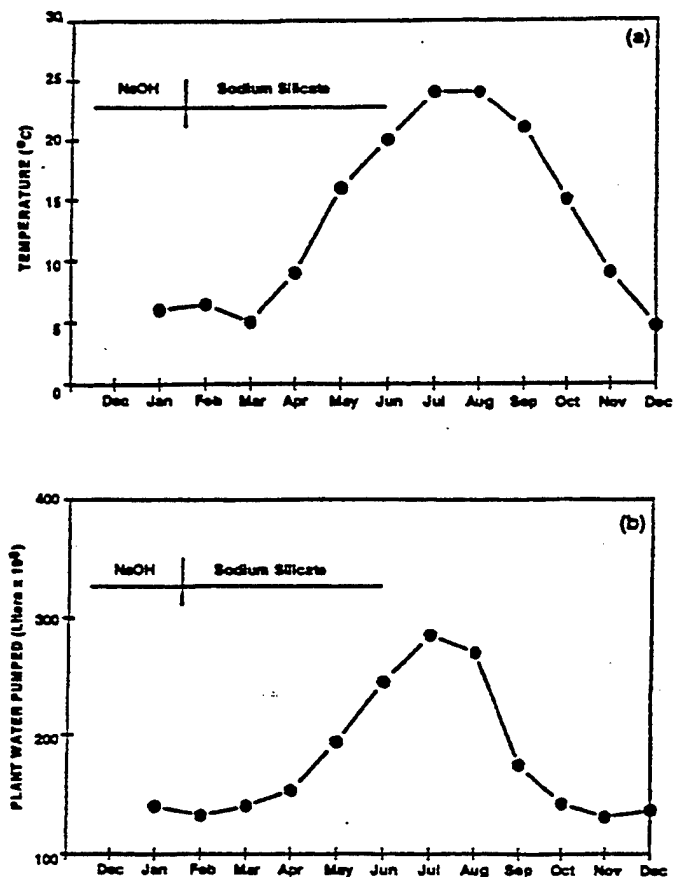 (a)
30
25
20
15
10
5
0
TEMPERATURE (°C)
NaOH Sodium Silicate
Dec Jan Feb Mar Apr May Jun Jul Aug Sep Oct Nov Dec
(b)
400
300
200
100
PLANT WATER PUMPED (Liters x 10⁶)
NaOH Sodium Silicate
Dec Jan Feb Mar Apr May Jun Jul Aug Sep Oct Nov Dec